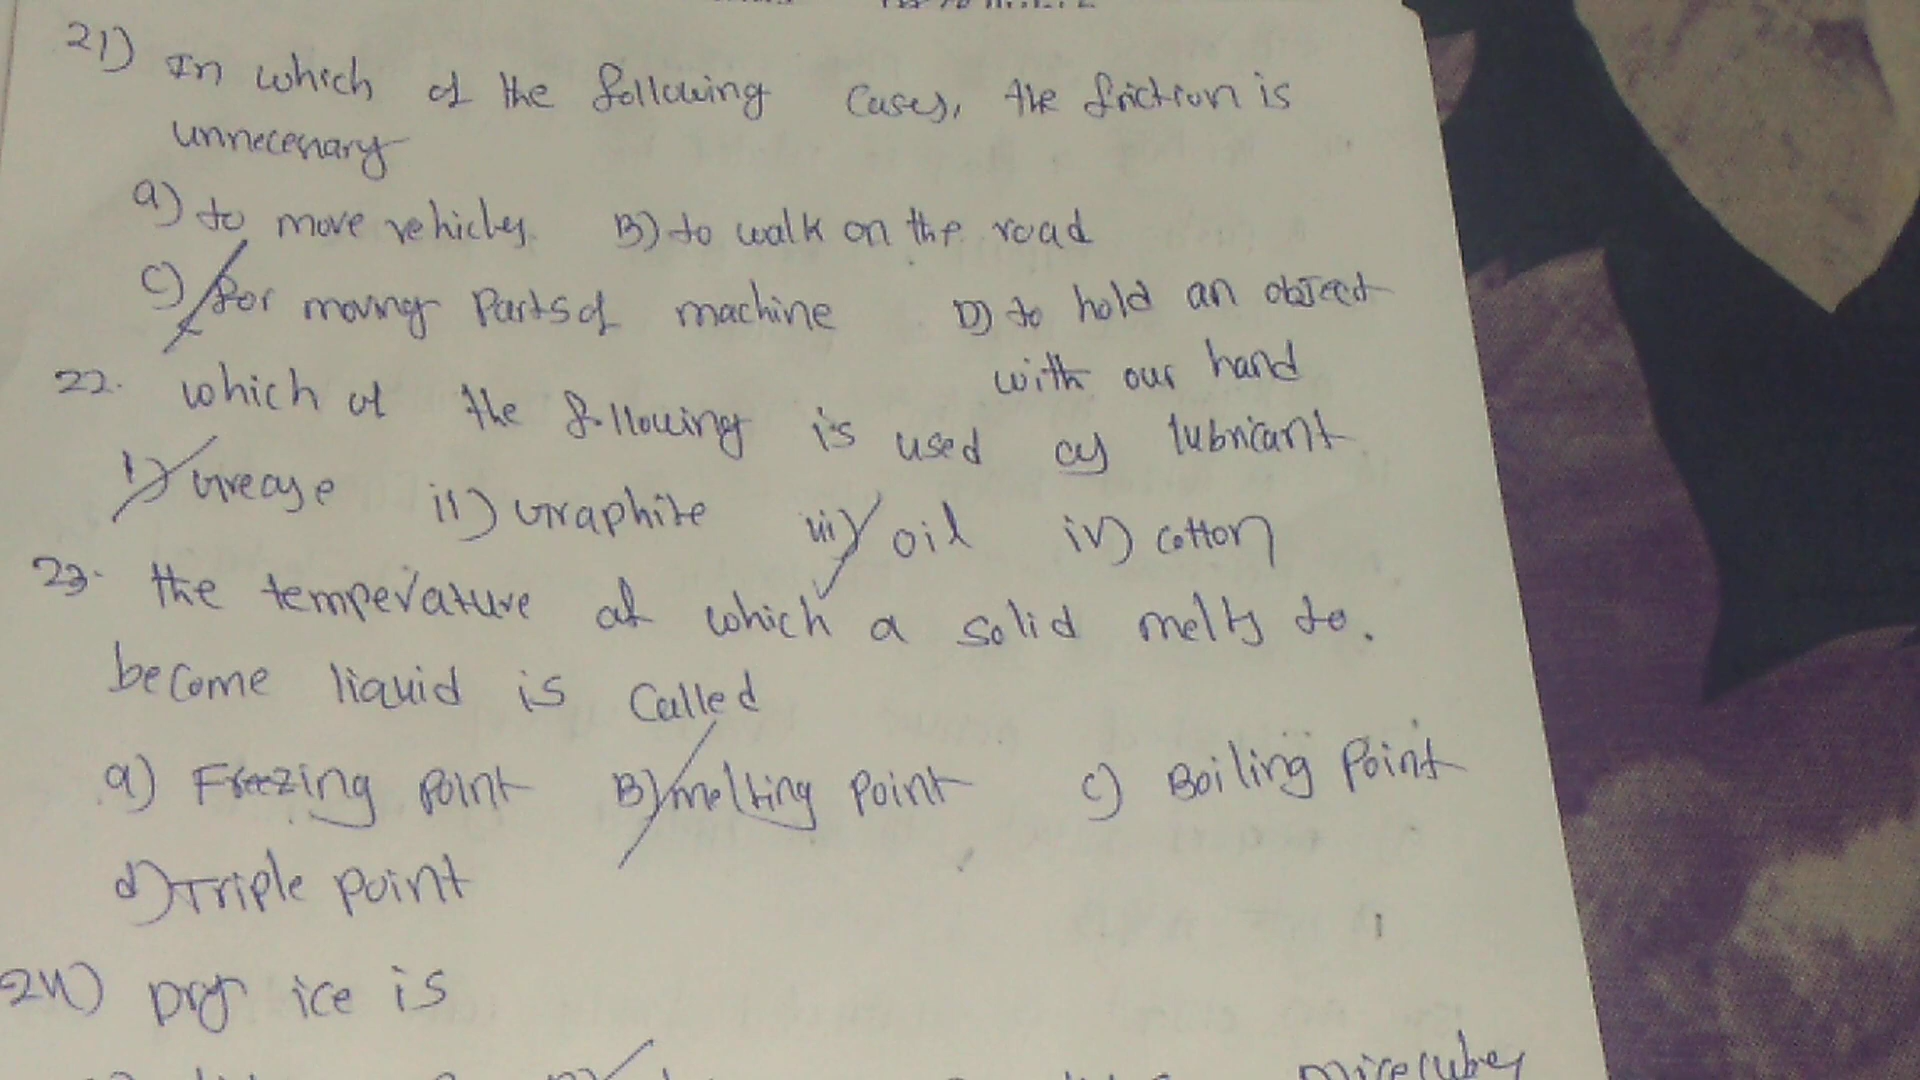 21) In which of the following cases, the friction is
unnecessary
a) to move vehicles. B) to walk on the road
c) for moving Parts of machine D) to hold an object
with our hand
22. which of the following is used as lubricant
i) Grease ii) Graphite iii) oil iv) cotton
23. the temperature at which a solid melts to.
become liquid is called
a) Freezing point B) melting point c) Boiling point
d) Triple point
24) Dry ice is